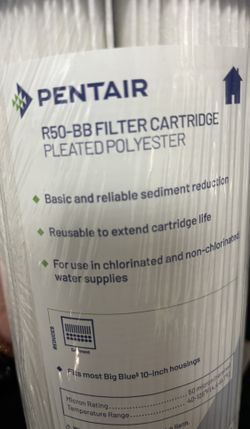 PENTAIR
R50-BB FILTER CARTRIDGE
PLEATED POLYESTER
Basic and reliable sediment reduction
Reusable to extend cartridge life
For use in chlorinated and non-chlorinated
water supplies
REDUCES
Fits most Big Blue® 10-inch housings
Micron Rating
Temperature Range